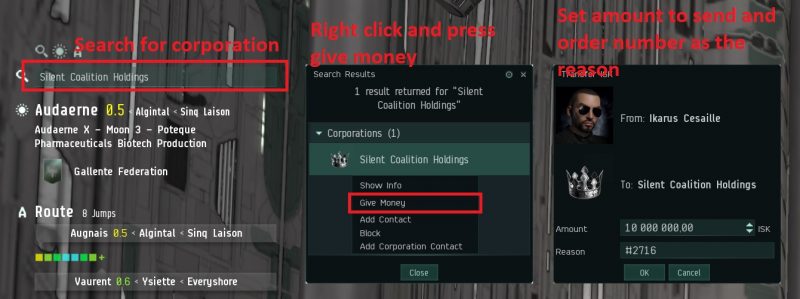 Search for corporation
Silent Coalition Holdings
Audaerne 0.5 < Algintal < Sinq Laison
Audaerne X - Moon 3 - Poteque
Pharmaceuticals Biotech Production
Gallente Federation
Route 8 Jumps
Augnais 0.5 < Algintal < Sinq Laison
Vaurent 0.6 < Ysiette < Everyshore
Right click and press
give money
Search Results
1 result returned for "Silent
Coalition Holdings"
Corporations (1)
Silent Coalition Holdings
Show Info
Give Money
Add Contact
Block
Add Corporation Contact
Close
Set amount to send and
order number as the
reason
Transfer ISK
From: Ikarus Cesaille
To: Silent Coalition Holdings
Amount 10 000 000,00 ISK
Reason #2716
OK Cancel